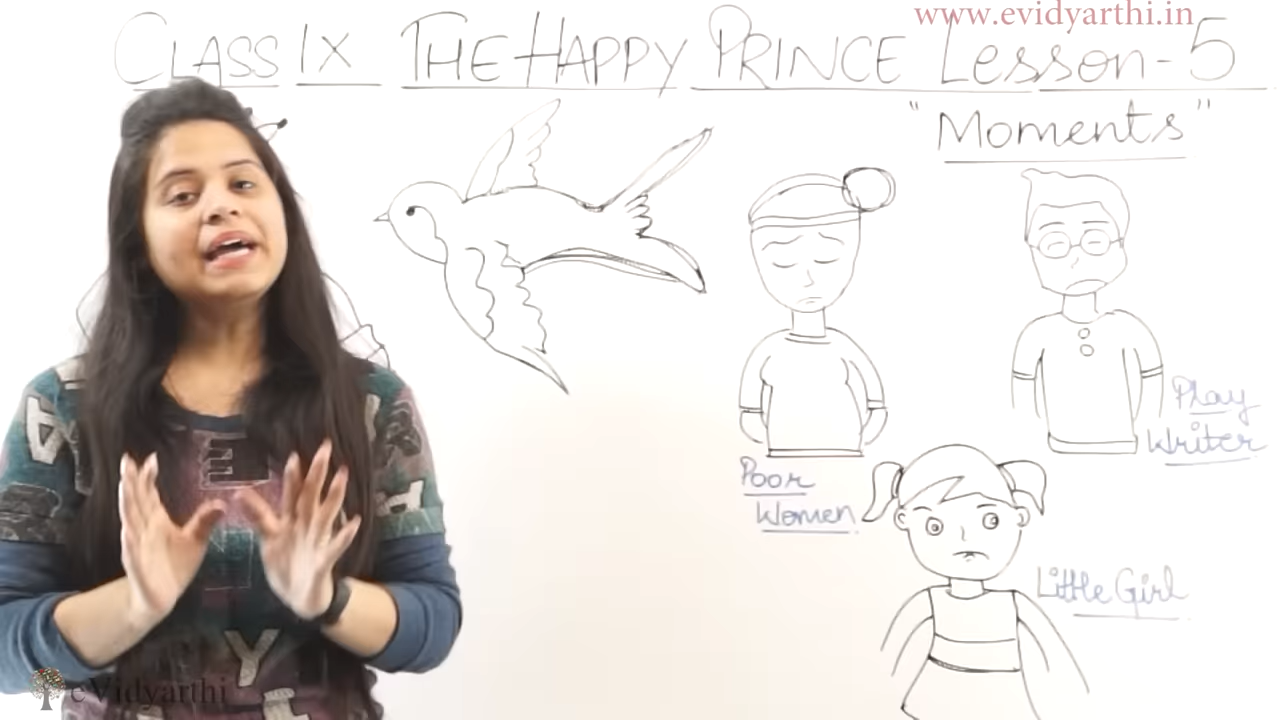 www.evidyarthi.in
CLASS IX THE HAPPY PRINCE Lesson-5
"Moments"
Play
Writer
Poor
Women
Little Girl
eVidyarthi